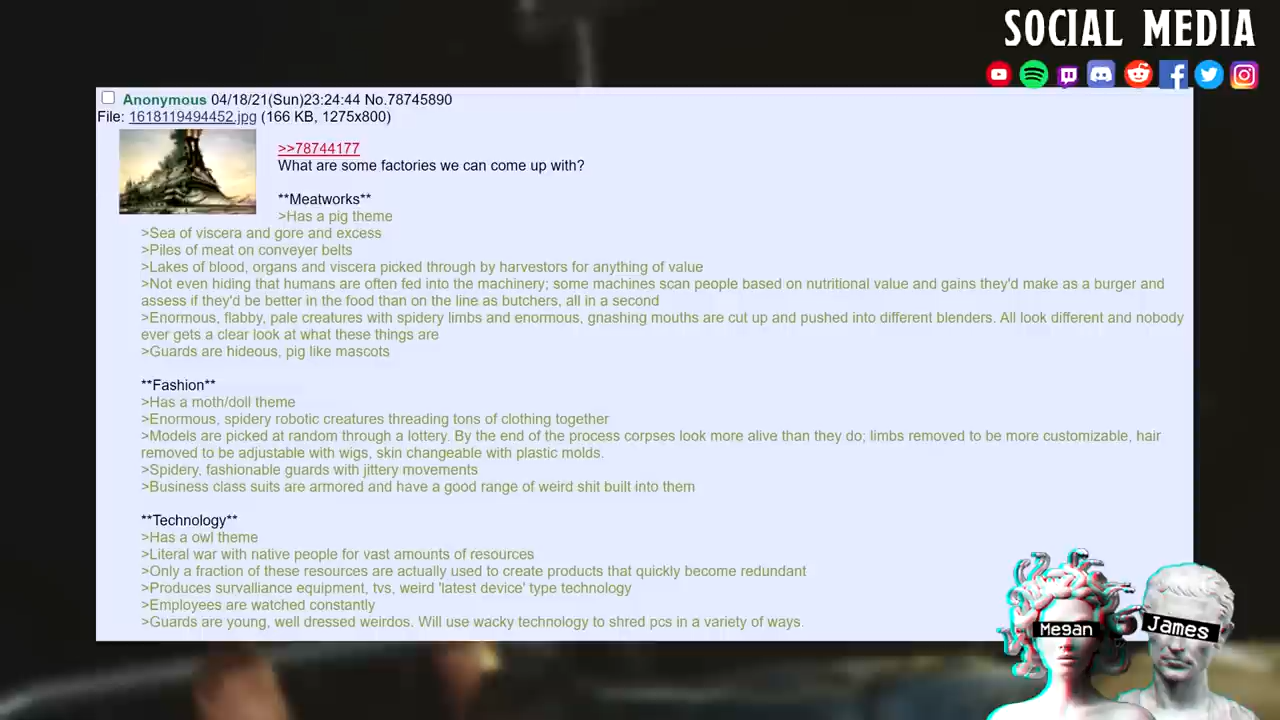 SOCIAL MEDIA
Anonymous 04/18/21(Sun)23:24:44 No.78745890
File: 1618119494452.jpg (166 KB, 1275x800)
>>78744177
What are some factories we can come up with?
**Meatworks**
>Has a pig theme
>Sea of viscera and gore and excess
>Piles of meat on conveyer belts
>Lakes of blood, organs and viscera picked through by harvestors for anything of value
>Not even hiding that humans are often fed into the machinery; some machines scan people based on nutritional value and gains they'd make as a burger and
assess if they'd be better in the food than on the line as butchers, all in a second
>Enormous, flabby, pale creatures with spidery limbs and enormous, gnashing mouths are cut up and pushed into different blenders. All look different and nobody
ever gets a clear look at what these things are
>Guards are hideous, pig like mascots
**Fashion**
>Has a moth/doll theme
>Enormous, spidery robotic creatures threading tons of clothing together
>Models are picked at random through a lottery. By the end of the process corpses look more alive than they do; limbs removed to be more customizable, hair
removed to be adjustable with wigs, skin changeable with plastic molds.
>Spidery, fashionable guards with jittery movements
>Business class suits are armored and have a good range of weird shit built into them
**Technology**
>Has a owl theme
>Literal war with native people for vast amounts of resources
>Only a fraction of these resources are actually used to create products that quickly become redundant
>Produces survalliance equipment, tvs, weird 'latest device' type technology
>Employees are watched constantly
>Guards are young, well dressed weirdos. Will use wacky technology to shred pcs in a variety of ways.
Megan
James